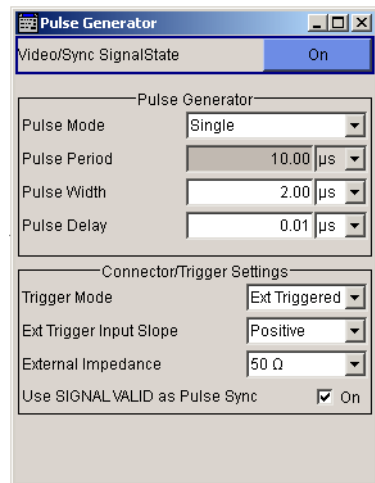 Pulse Generator
Video/Sync SignalState On
Pulse Generator
Pulse Mode Single
Pulse Period 10.00 µs
Pulse Width 2.00 µs
Pulse Delay 0.01 µs
Connector/Trigger Settings
Trigger Mode Ext Triggered
Ext Trigger Input Slope Positive
External Impedance 50 Ω
Use SIGNAL VALID as Pulse Sync On